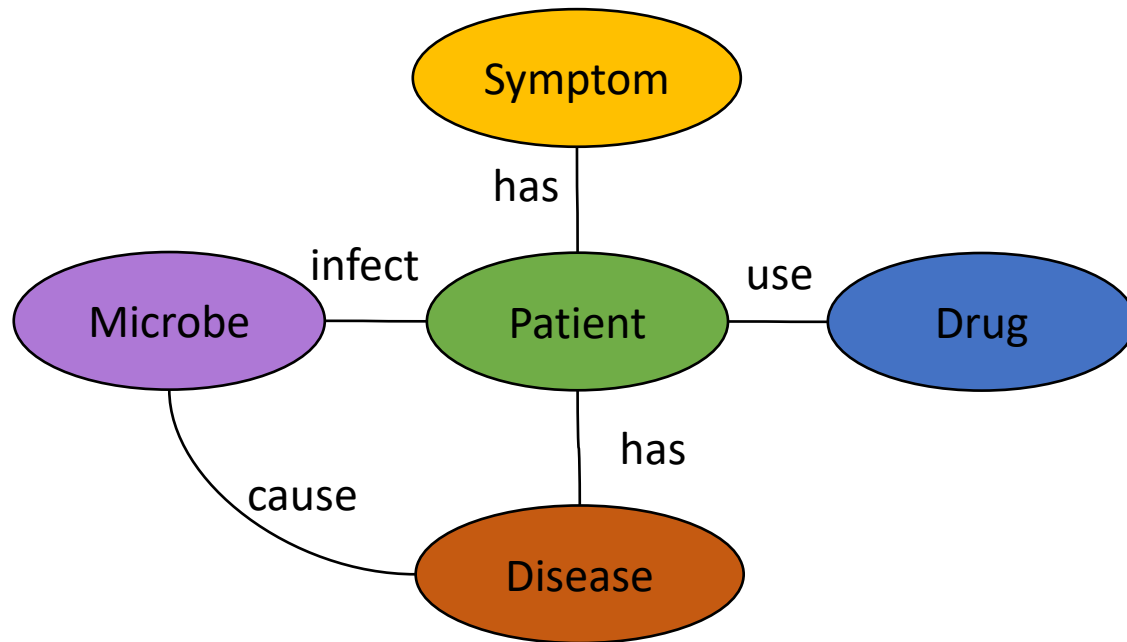 Symptom
has
infect
use
Microbe
Patient
Drug
has
cause
Disease